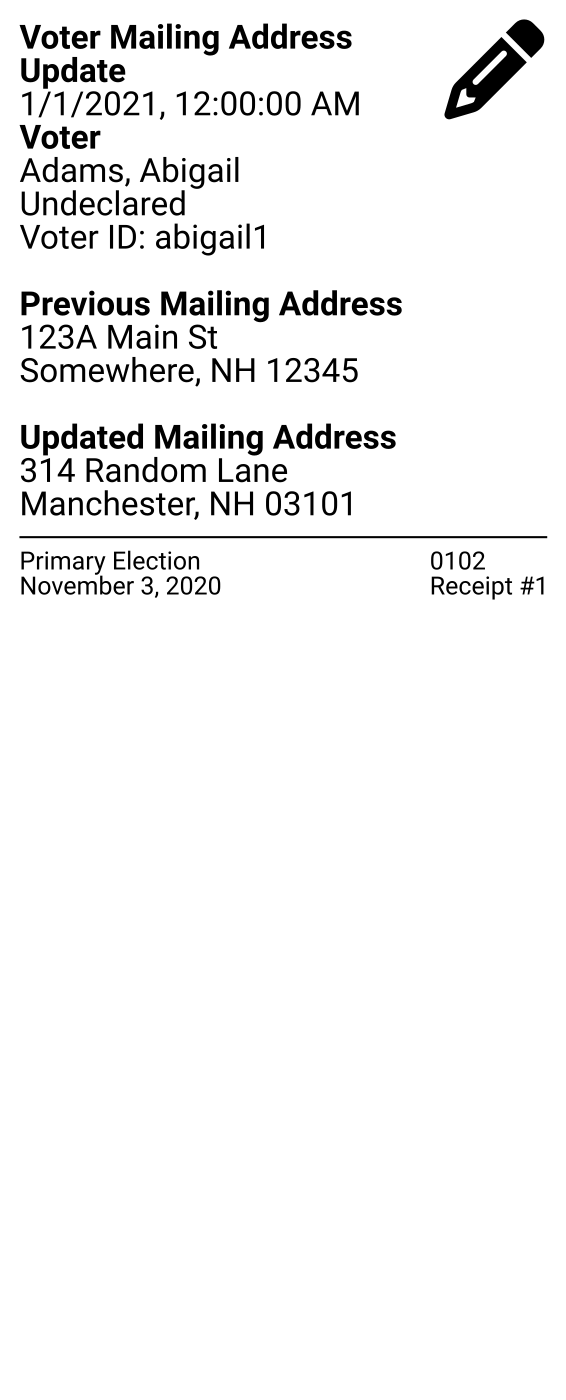 Voter Mailing Address
Update
1/1/2021, 12:00:00 AM
Voter
Adams, Abigail
Undeclared
Voter ID: abigail1
Previous Mailing Address
123A Main St
Somewhere, NH 12345
Updated Mailing Address
314 Random Lane
Manchester, NH 03101
Primary Election
November 3, 2020
0102
Receipt #1